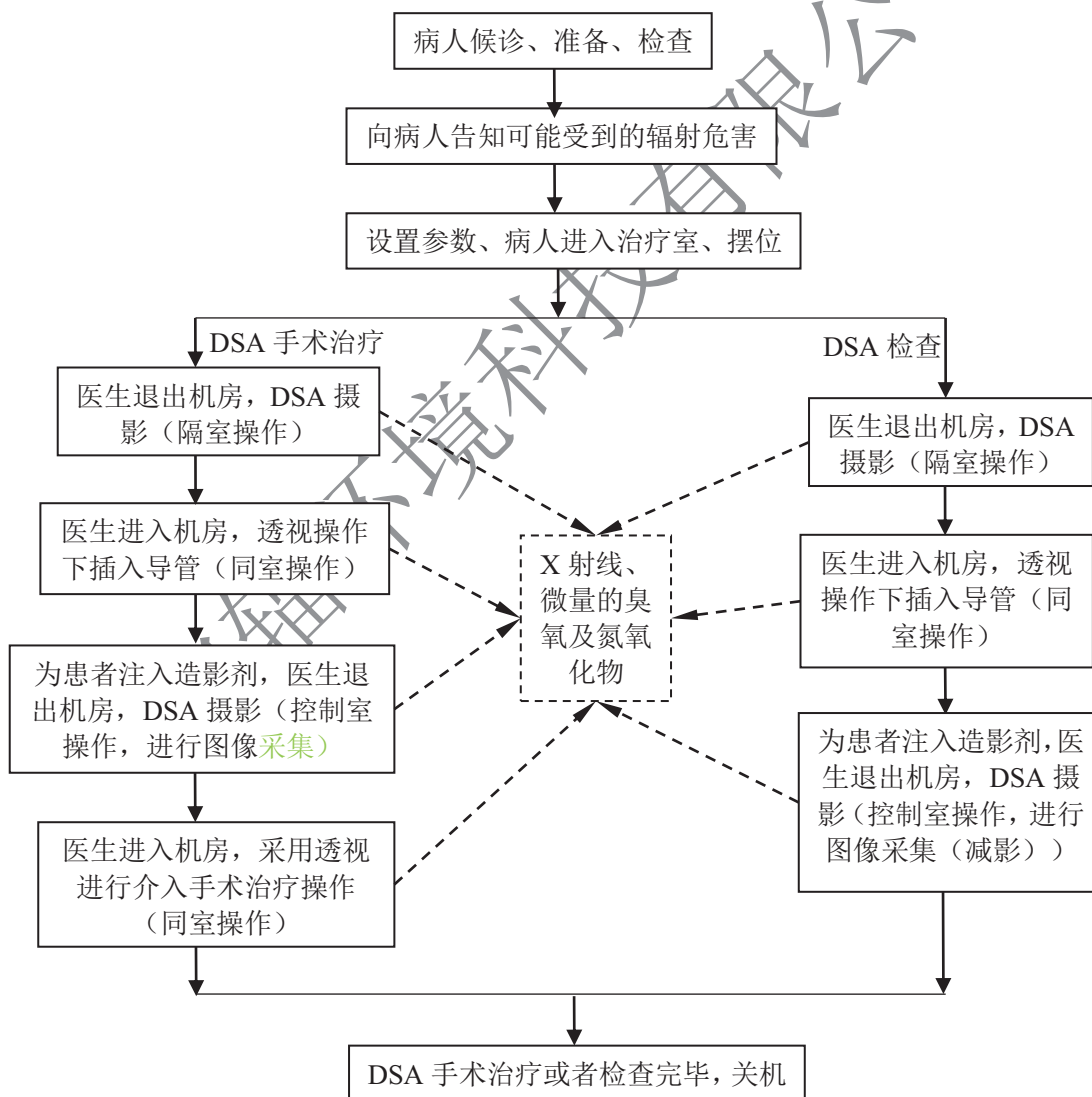 病人候诊、准备、检查
向病人告知可能受到的辐射危害
设置参数、病人进入治疗室、摆位
DSA 手术治疗
DSA 检查
医生退出机房，DSA 摄
影（隔室操作）
医生进入机房，透视操作
下插入导管（同室操作）
为患者注入造影剂，医生退
出机房，DSA 摄影（控制室
操作，进行图像采集）
医生进入机房，采用透视
进行介入手术治疗操作
（同室操作）
X 射线、
微量的臭
氧及氮氧
化物
医生退出机房，DSA
摄影（隔室操作）
医生进入机房，透视
操作下插入导管（同
室操作）
为患者注入造影剂，医
生退出机房，DSA 摄
影（控制室操作，进行
图像采集（减影））
DSA 手术治疗或者检查完毕，关机
辐环境科技有限公